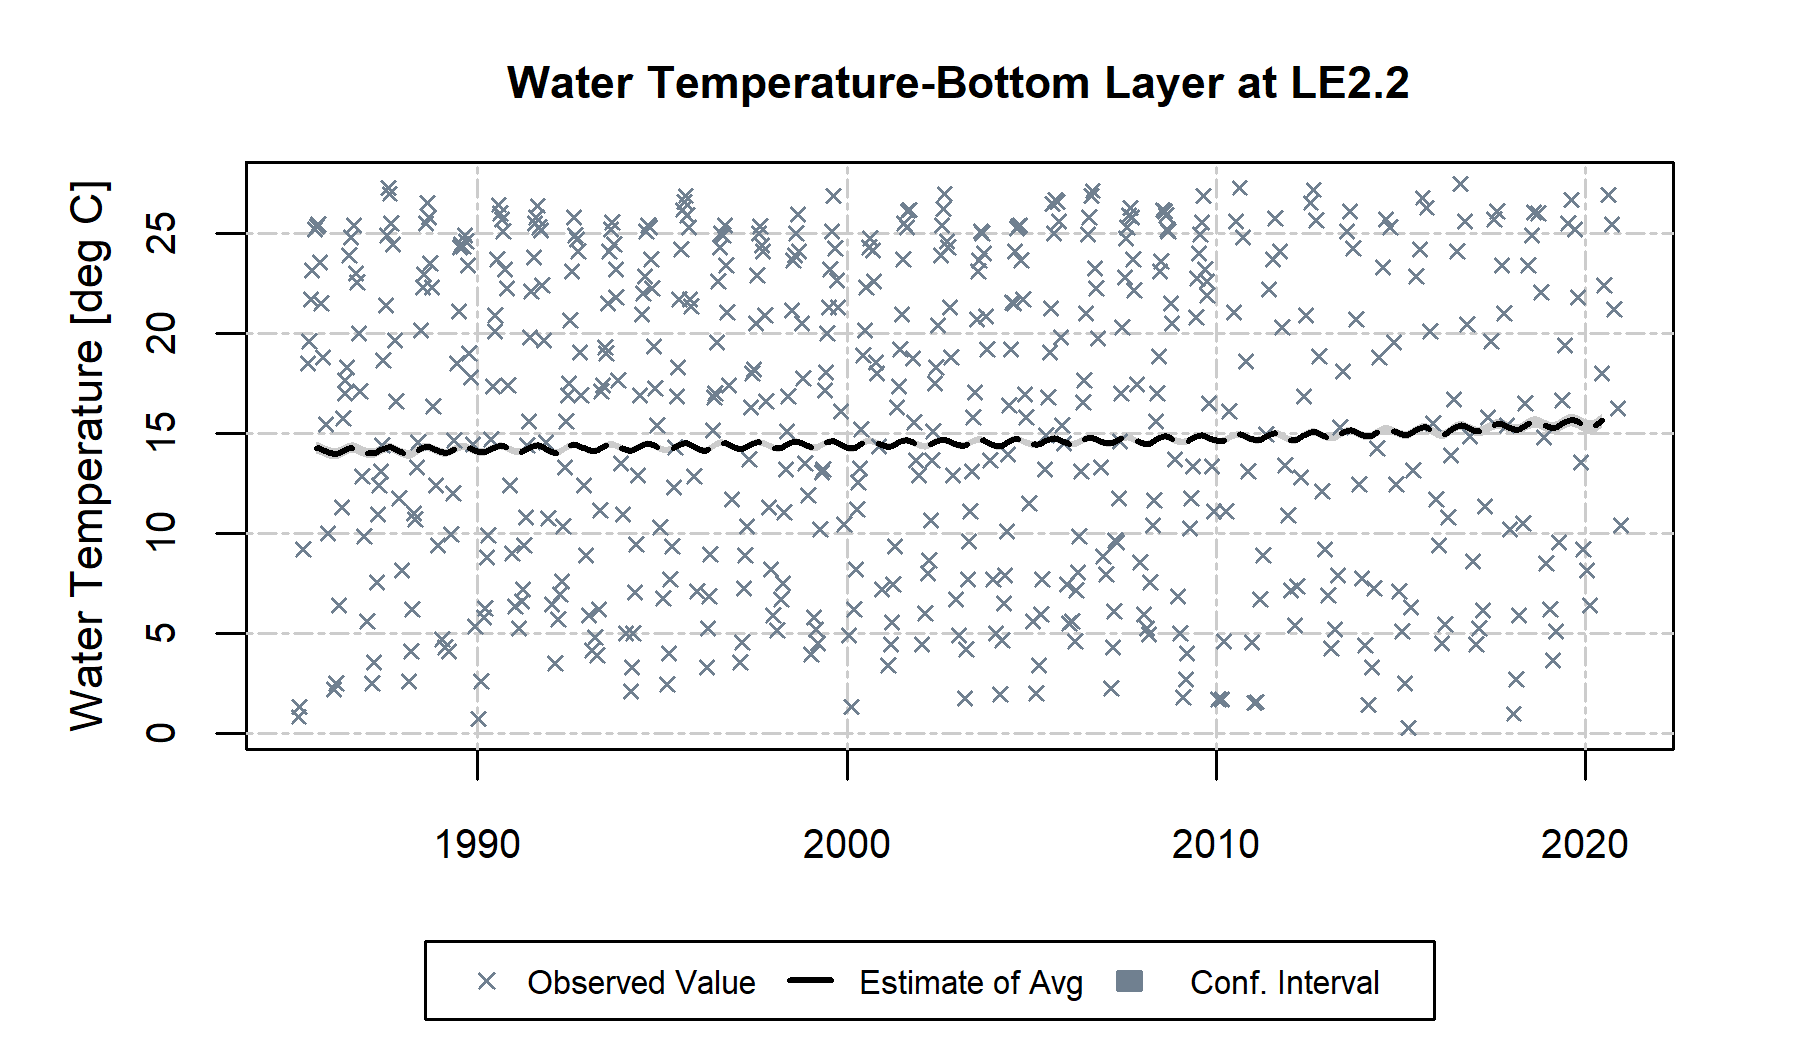 Water Temperature-Bottom Layer at LE2.2
Water Temperature [deg C]
25
20
15
10
5
0
1990 2000 2010 2020
Observed Value Estimate of Avg Conf. Interval